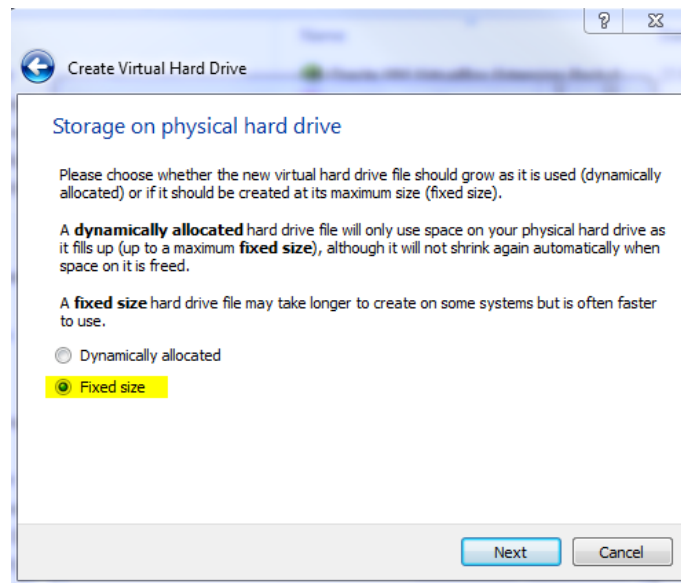 Create Virtual Hard Drive
Storage on physical hard drive
Please choose whether the new virtual hard drive file should grow as it is used (dynamically
allocated) or if it should be created at its maximum size (fixed size).
A dynamically allocated hard drive file will only use space on your physical hard drive as
it fills up (up to a maximum fixed size), although it will not shrink again automatically when
space on it is freed.
A fixed size hard drive file may take longer to create on some systems but is often faster
to use.
Dynamically allocated
Fixed size
Next Cancel